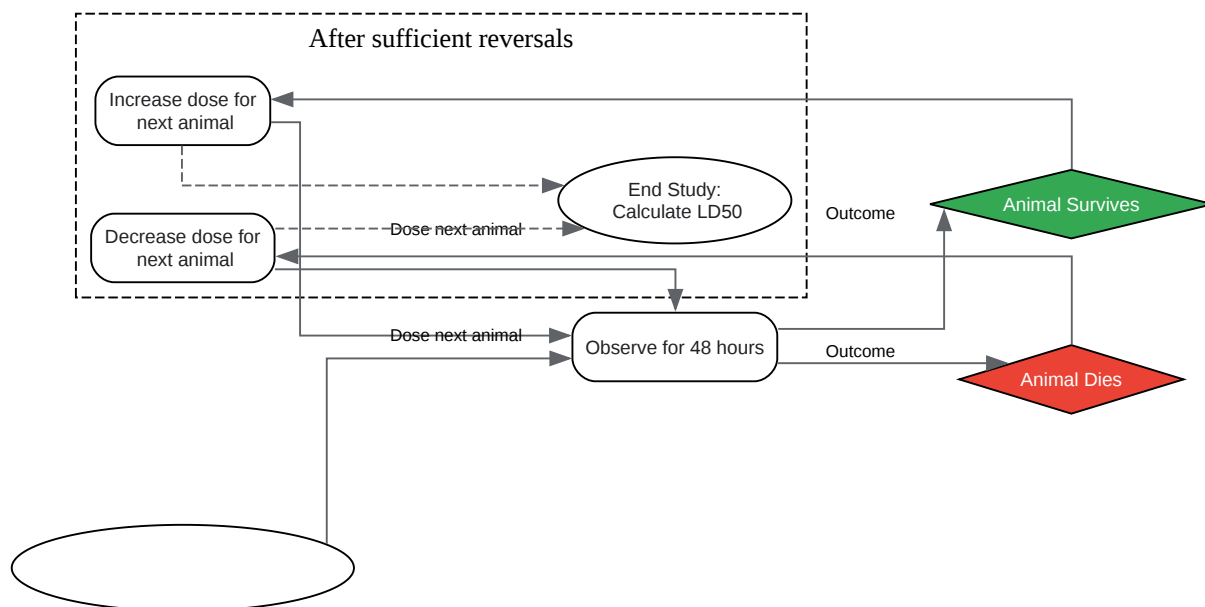 After sufficient reversals
Increase dose for
next animal
End Study:
Calculate LD50
Animal Survives
Outcome
Decrease dose for
next animal
Dose next animal
Dose next animal
Observe for 48 hours
Outcome
Animal Dies